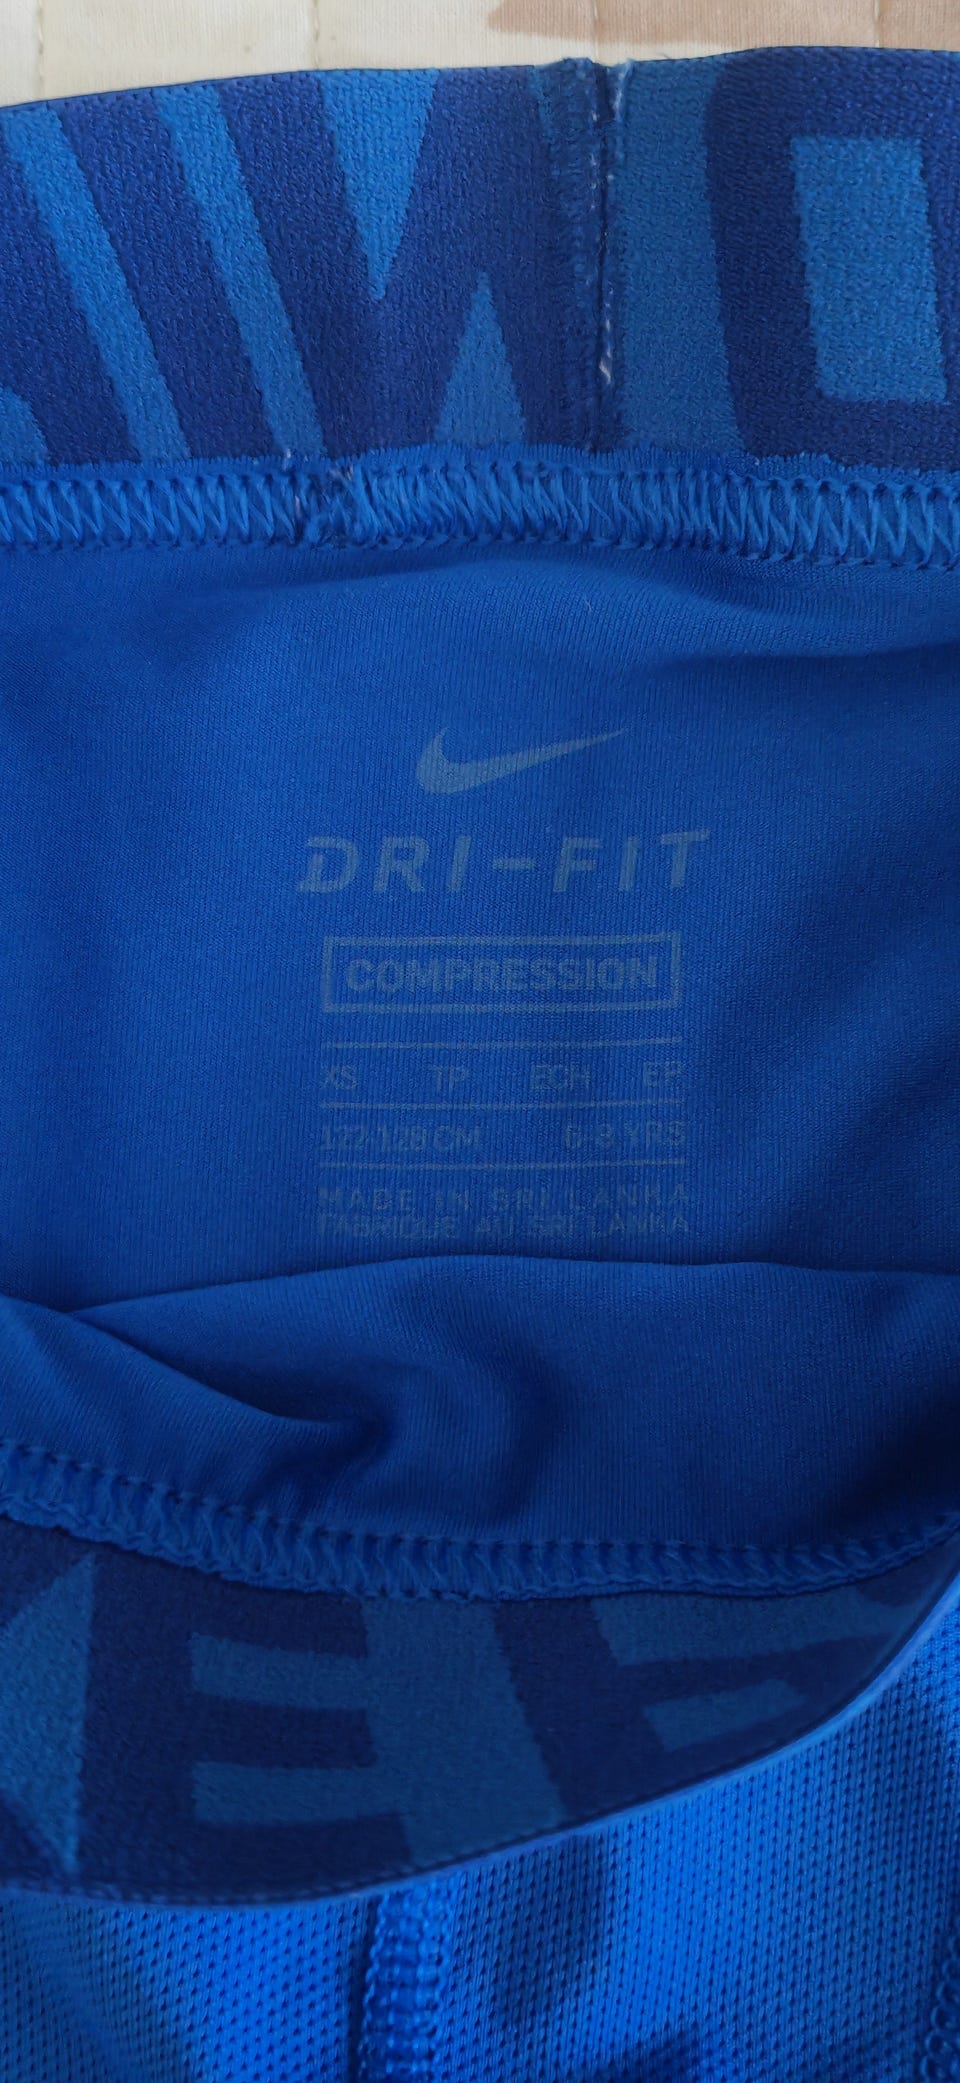 DRI-FIT
COMPRESSION
XS TP ECH EP
122-128 CM 6-8 YRS
MADE IN SRI LANKA
FABRIQUE AU SRI LANKA